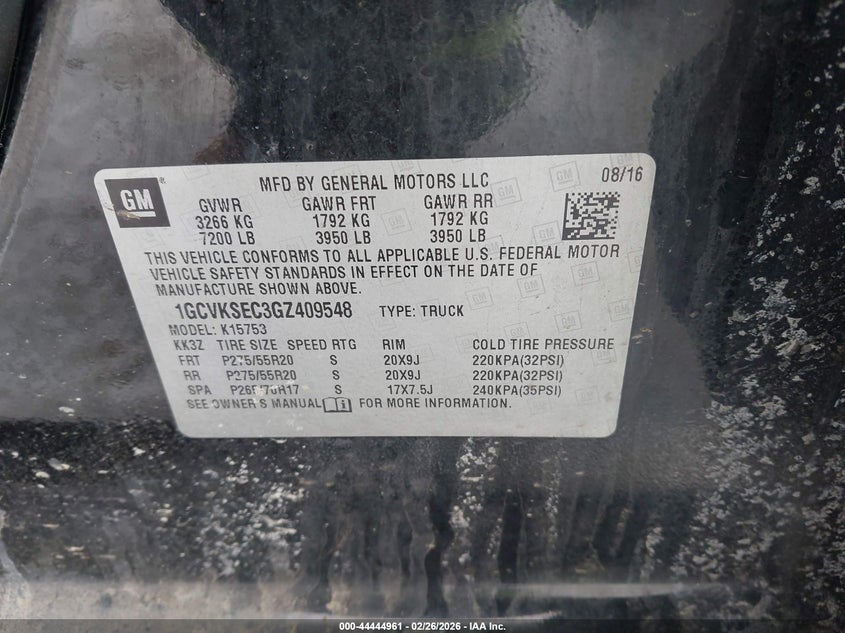 GM
MFD BY GENERAL MOTORS LLC 08/16
GVWR GAWR FRT GAWR RR
3266 KG 1792 KG 1792 KG
7200 LB 3950 LB 3950 LB
THIS VEHICLE CONFORMS TO ALL APPLICABLE U.S. FEDERAL MOTOR
VEHICLE SAFETY STANDARDS IN EFFECT ON THE DATE OF
MANUFACTURE SHOWN ABOVE.
1GCVKSEC3GZ409548 TYPE: TRUCK
MODEL: K15753
KK3Z TIRE SIZE SPEED RTG RIM COLD TIRE PRESSURE
FRT P275/55R20 S 20X9J 220KPA(32PSI)
RR P275/55R20 S 20X9J 220KPA(32PSI)
SPA S 17X7.5J 240KPA(35PSI)
SEE OWNER'S MANUAL FOR MORE INFORMATION.
000-44444961 - 02/26/2026 - IAA Inc.